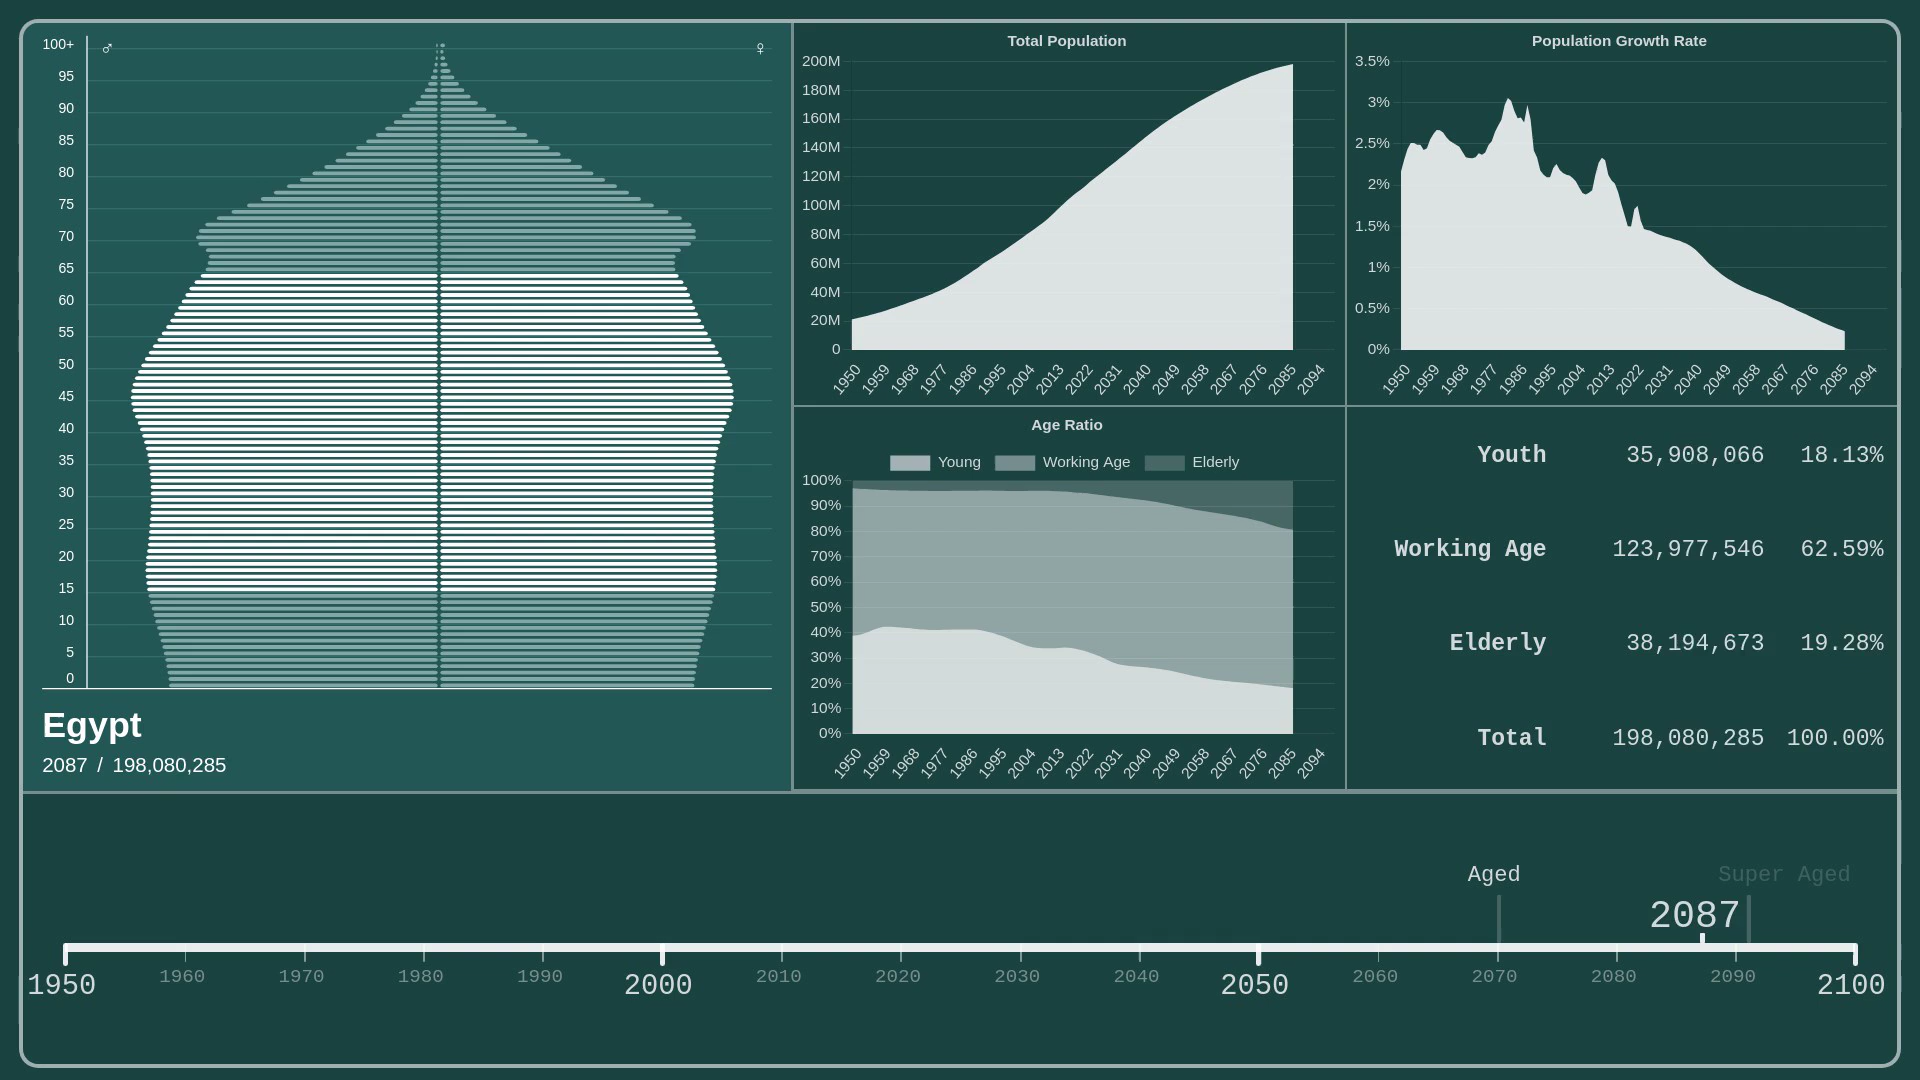 100+
♂
♀
95
90
85
80
75
70
65
60
55
50
45
40
35
30
25
20
15
10
5
0
Egypt
2087 / 198,080,285
Total Population
200M
180M
160M
140M
120M
100M
80M
60M
40M
20M
0
1950 1959 1968 1977 1986 1995 2004 2013 2022 2031 2040 2049 2058 2067 2076 2085 2094
Population Growth Rate
3.5%
3%
2.5%
2%
1.5%
1%
0.5%
0%
1950 1959 1968 1977 1986 1995 2004 2013 2022 2031 2040 2049 2058 2067 2076 2085 2094
Age Ratio
Young Working Age Elderly
100%
90%
80%
70%
60%
50%
40%
30%
20%
10%
0%
1950 1959 1968 1977 1986 1995 2004 2013 2022 2031 2040 2049 2058 2067 2076 2085 2094
Youth 35,908,066 18.13%
Working Age 123,977,546 62.59%
Elderly 38,194,673 19.28%
Total 198,080,285 100.00%
Aged Super Aged
2087
1950 1960 1970 1980 1990 2000 2010 2020 2030 2040 2050 2060 2070 2080 2090 2100